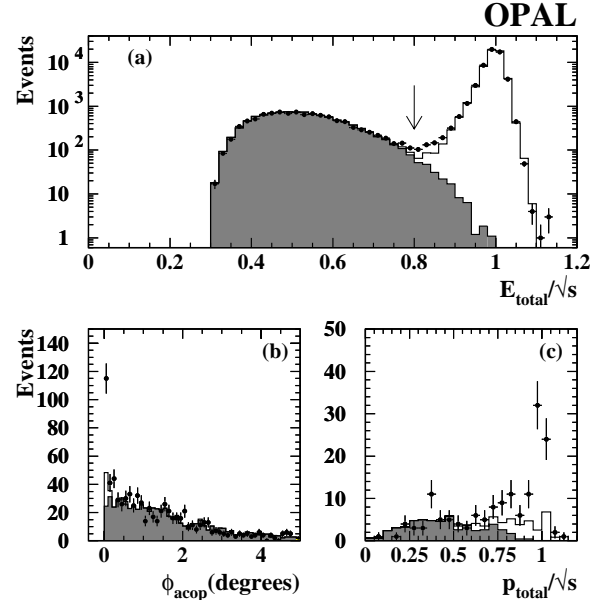 OPAL
Events
(a)
10^4
10^3
10^2
10
1
0 0.2 0.4 0.6 0.8 1 1.2
E_total/√s
Events
(b)
140
120
100
80
60
40
20
0
0 2 4
ϕ_acop(degrees)
(c)
50
40
30
20
10
0
0 0.25 0.5 0.75 1
p_total/√s